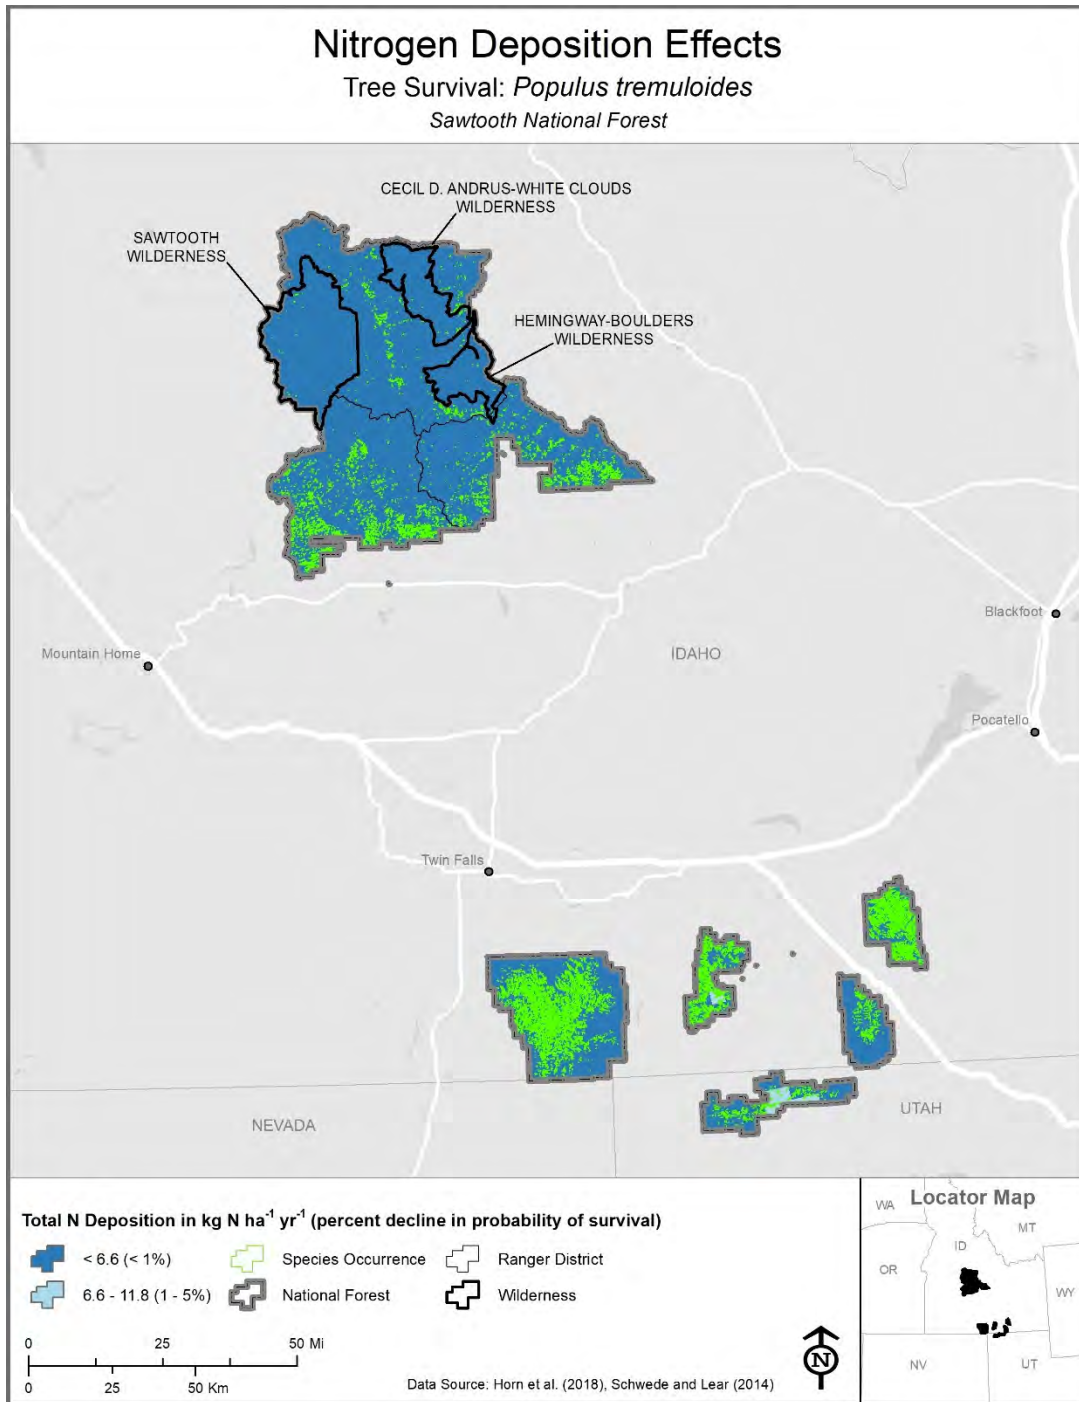 Nitrogen Deposition Effects
Tree Survival: Populus tremuloides
Sawtooth National Forest
CECIL D. ANDRUS-WHITE CLOUDS
WILDERNESS
SAWTOOTH
WILDERNESS
HEMINGWAY-BOULDERS
WILDERNESS
Blackfoot
Mountain Home
IDAHO
Pocatello
Twin Falls
NEVADA
UTAH
Total N Deposition in kg N ha⁻¹ yr⁻¹ (percent decline in probability of survival)
< 6.6 (< 1%)
Species Occurrence
Ranger District
6.6 - 11.8 (1 - 5%)
National Forest
Wilderness
0 25 50 Mi
0 25 50 Km
N
Data Source: Horn et al. (2018), Schwede and Lear (2014)
Locator Map
WA
MT
ID
OR
WY
NV
UT